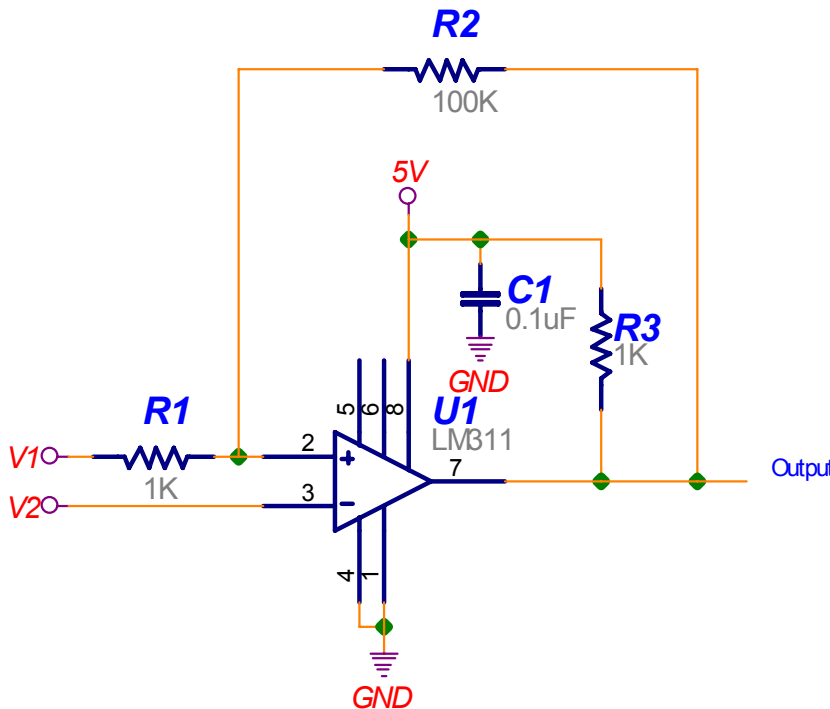 R2
100K
5V
C1
0.1uF
R3
1K
GND
5
6
8
U1
LM311
R1
V1
1K
2
+
7
Output
V2
3
-
4
1
GND